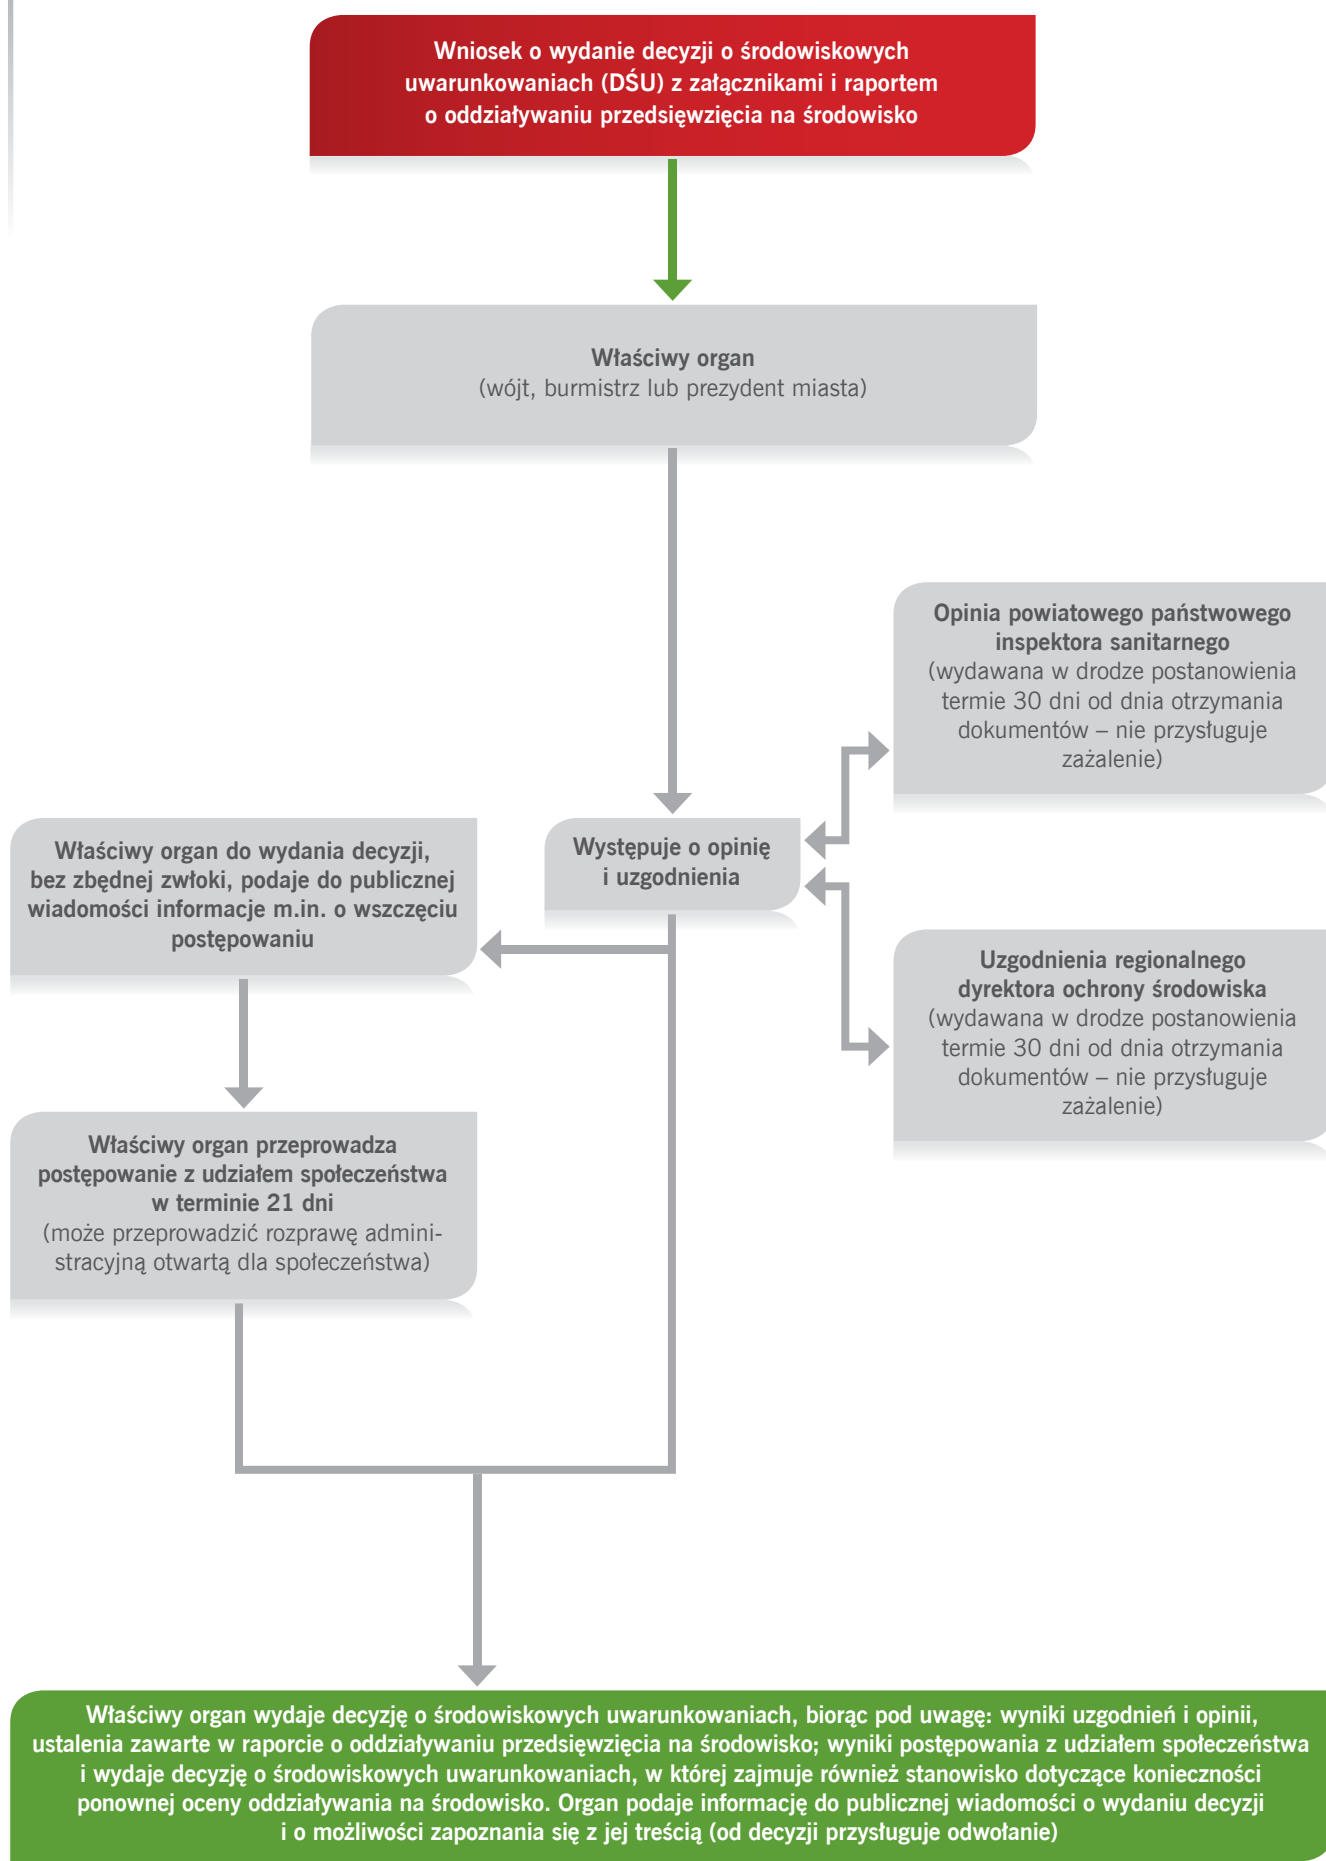 Wniosek o wydanie decyzji o środowiskowych
uwarunkowaniach (DŚU) z załącznikami i raportem
o oddziaływaniu przedsięwzięcia na środowisko
Właściwy organ
(wójt, burmistrz lub prezydent miasta)
Opinia powiatowego państwowego
inspektora sanitarnego
(wydawana w drodze postanowienia
termie 30 dni od dnia otrzymania
dokumentów – nie przysługuje
zażalenie)
Występuje o opinię
i uzgodnienia
Właściwy organ do wydania decyzji,
bez zbędnej zwłoki, podaje do publicznej
wiadomości informacje m.in. o wszczęciu
postępowaniu
Uzgodnienia regionalnego
dyrektora ochrony środowiska
(wydawana w drodze postanowienia
termie 30 dni od dnia otrzymania
dokumentów – nie przysługuje
zażalenie)
Właściwy organ przeprowadza
postępowanie z udziałem społeczeństwa
w terminie 21 dni
(może przeprowadzić rozprawę admini-
stracyjną otwartą dla społeczeństwa)
Właściwy organ wydaje decyzję o środowiskowych uwarunkowaniach, biorąc pod uwagę: wyniki uzgodnień i opinii,
ustalenia zawarte w raporcie o oddziaływaniu przedsięwzięcia na środowisko; wyniki postępowania z udziałem społeczeństwa
i wydaje decyzję o środowiskowych uwarunkowaniach, w której zajmuje również stanowisko dotyczące konieczności
ponownej oceny oddziaływania na środowisko. Organ podaje informację do publicznej wiadomości o wydaniu decyzji
i o możliwości zapoznania się z jej treścią (od decyzji przysługuje odwołanie)